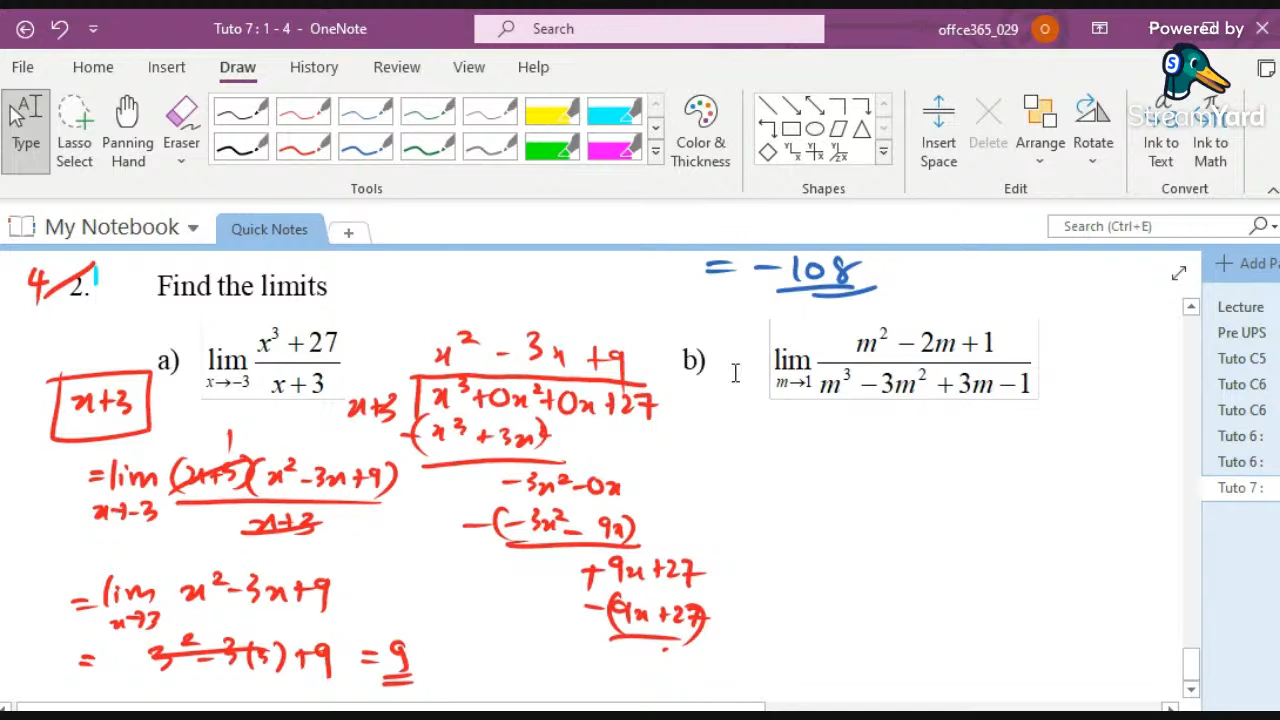 Tuto 7 : 1 - 4 - OneNote
Search
offce365_029
O
Powered by
StreamYard
File Home Insert Draw History Review View Help
Type
Lasso Select
Panning Hand
Eraser
Color & Thickness
Insert Space
Delete
Arrange
Rotate
Ink to Text
Ink to Math
Tools
Shapes
Edit
Convert
My Notebook
Quick Notes
+
Search (Ctrl+E)
+ Add Pa
Lecture
Pre UPS
Tuto C5
Tuto C6
Tuto C6
Tuto 6 :
Tuto 6 :
Tuto 7 :
= -108
4 2. Find the limits
a) lim x→-3 x³ + 27 / x + 3
x+3
x² - 3x + 9
x+3 x³+0x²+0x+27
-(x³ + 3x²)
-3x²-0x
-(-3x² - 9x)
+9x+27
-(9x+27)
= lim x→-3 (x+3)(x²-3x+9) / x+3
1
= lim x→3 x²-3x+9
= 3²-3(3)+9 = 9
b) lim m→1 m² - 2m + 1 / m³ - 3m² + 3m - 1